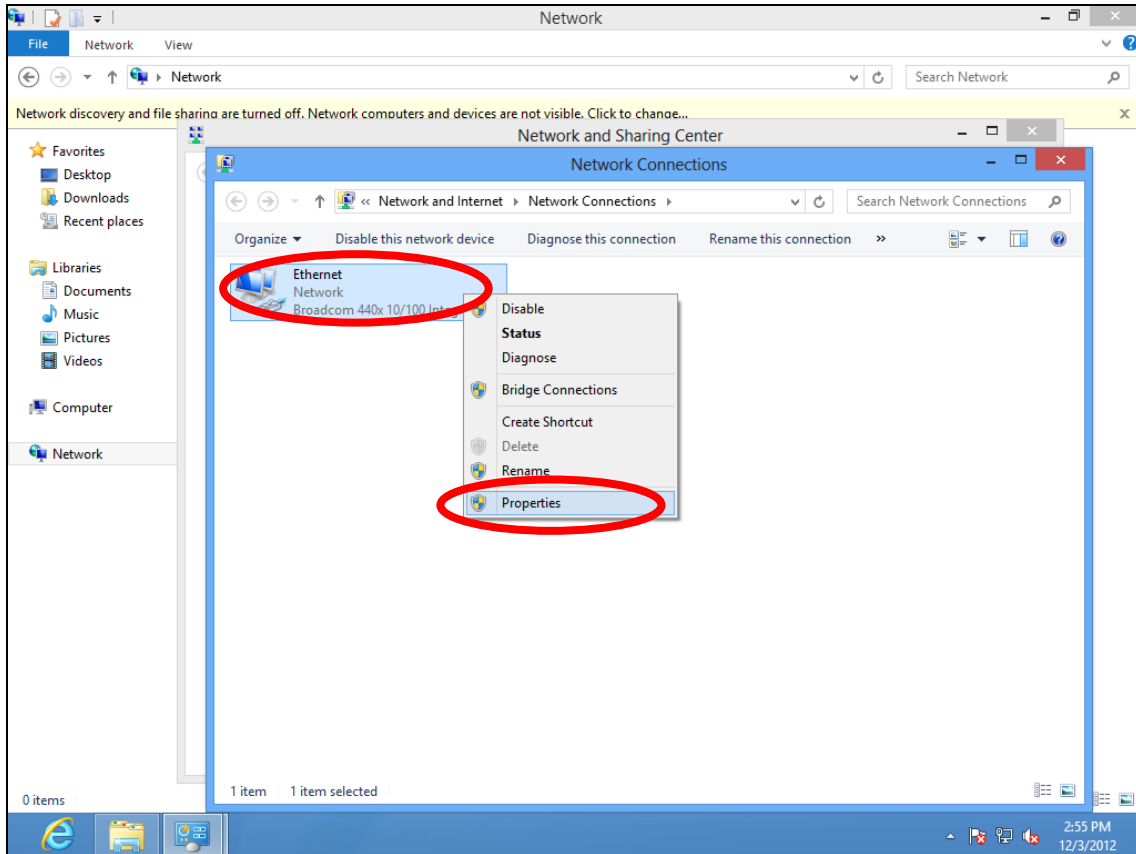 Network
File Network View
Network
Search Network
Network discovery and file sharing are turned off. Network computers and devices are not visible. Click to change...
Network and Sharing Center
Network Connections
« Network and Internet Network Connections
Search Network Connections
Organize Disable this network device Diagnose this connection Rename this connection »
Favorites
Desktop
Downloads
Recent places
Libraries
Documents
Music
Pictures
Videos
Computer
Network
Ethernet
Network
Broadcom 440x 10/100
Disable
Status
Diagnose
Bridge Connections
Create Shortcut
Delete
Rename
Properties
1 item 1 item selected
0 items
2:55 PM
12/3/2012